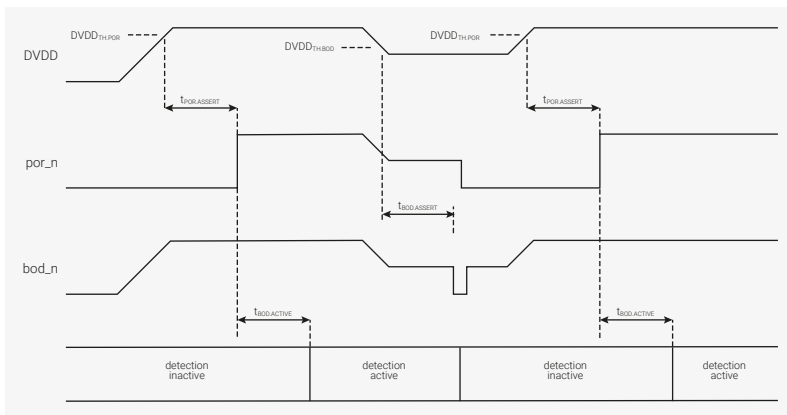 DVDDTH.POR
DVDDTH.POR
DVDDTH.BOD
DVDD
tPOR.ASSERT
tPOR.ASSERT
por_n
tBOD.ASSERT
bod_n
tBOD.ACTIVE
tBOD.ACTIVE
detection
inactive
detection
active
detection
inactive
detection
active